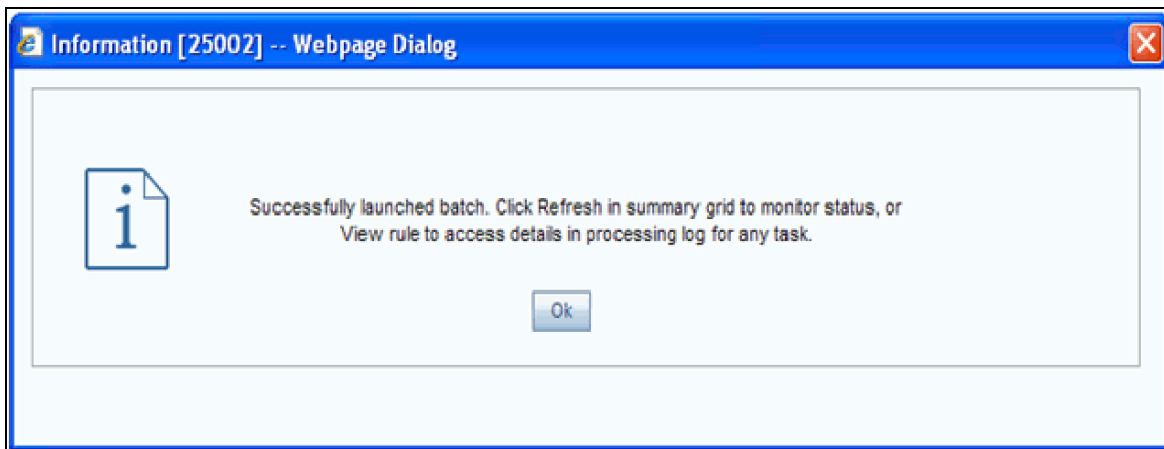 Information [25002] -- Webpage Dialog
Successfully launched batch. Click Refresh in summary grid to monitor status, or
View rule to access details in processing log for any task.
Ok